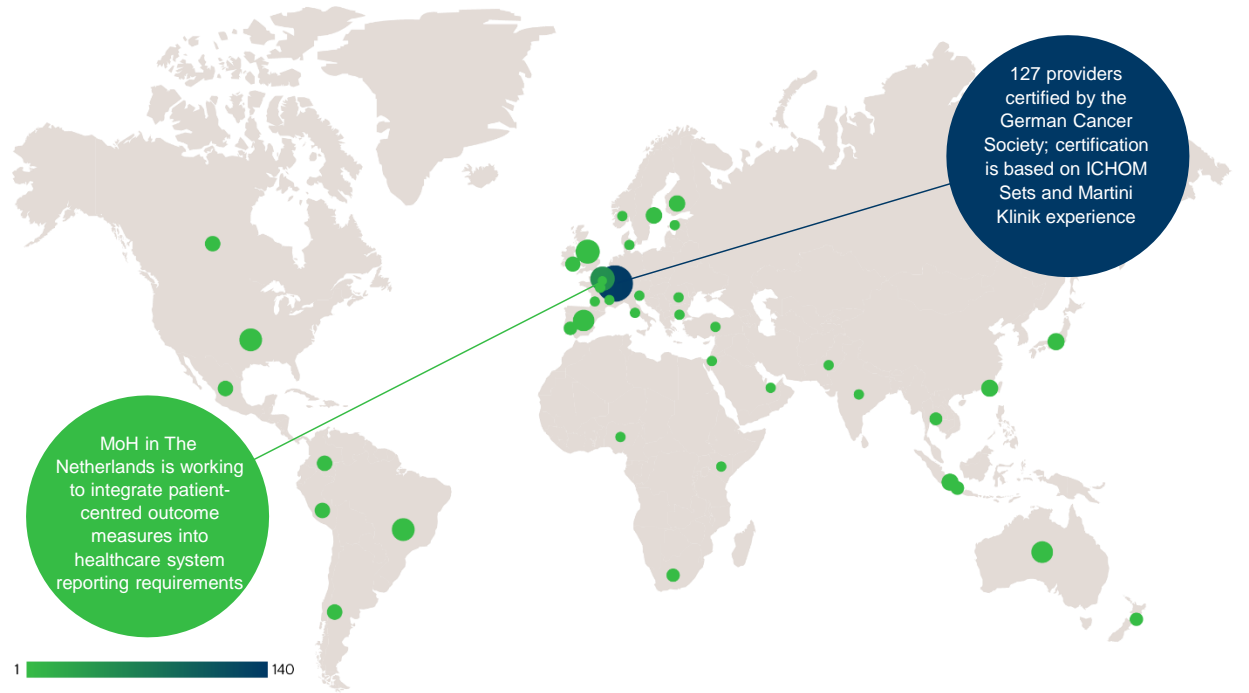 127 providers
certified by the
German Cancer
Society; certification
is based on ICHOM
Sets and Martini
Klinik experience
MoH in The
Netherlands is working
to integrate patient-
centred outcome
measures into
healthcare system
reporting requirements
1
140